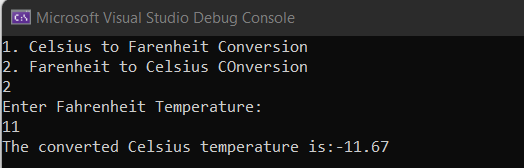 Microsoft Visual Studio Debug Console
1. Celsius to Farenheit Conversion
2. Farenheit to Celsius COnversion
2
Enter Fahrenheit Temperature:
11
The converted Celsius temperature is:-11.67